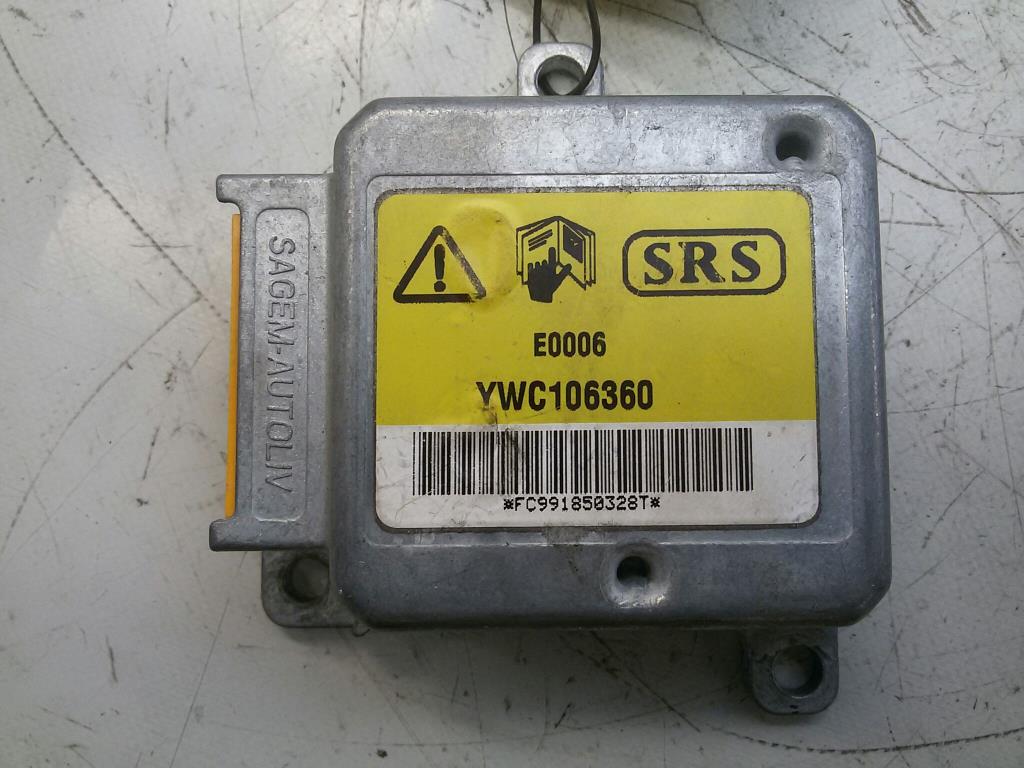 SAGEM-AUTOLIV
SRS
E0006
YWC106360
*FC991850328T*